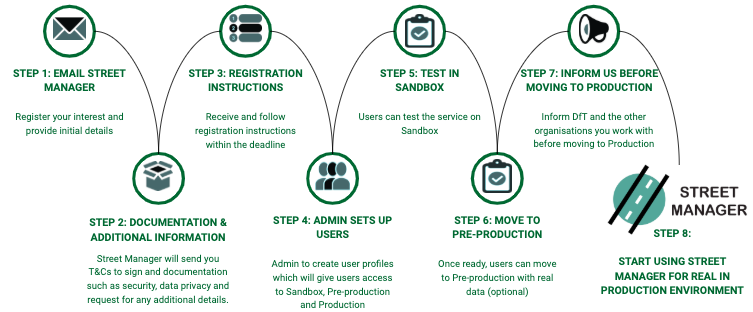 STEP 1: EMAIL STREET
MANAGER
Register your interest and
provide initial details
STEP 2: DOCUMENTATION &
ADDITIONAL INFORMATION
Street Manager will send you
T&Cs to sign and documentation
such as security, data privacy and
request for any additional details.
1
2
3
STEP 3: REGISTRATION
INSTRUCTIONS
Receive and follow
registration instructions
within the deadline
STEP 4: ADMIN SETS UP
USERS
Admin to create user profiles
which will give users access
to Sandbox, Pre-production
and Production
STEP 5: TEST IN
SANDBOX
Users can test the service on
Sandbox
STEP 6: MOVE TO
PRE-PRODUCTION
Once ready, users can move
to Pre-production with real
data (optional)
STEP 7: INFORM US BEFORE
MOVING TO PRODUCTION
Inform DfT and the other
organisations you work with
before moving to Production
STREET
MANAGER
STEP 8:
START USING STREET
MANAGER FOR REAL IN
PRODUCTION ENVIRONMENT